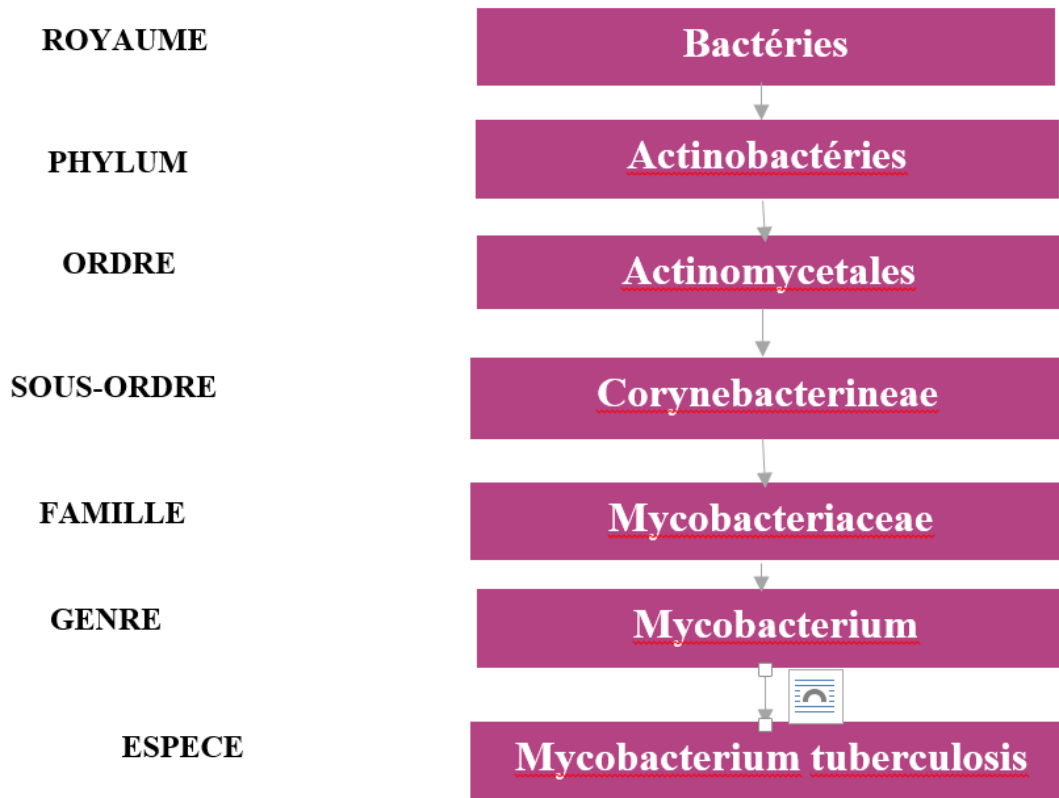 ROYAUME Bactéries
PHYLUM Actinobactéries
ORDRE Actinomycetales
SOUS-ORDRE Corynebacterineae
FAMILLE Mycobacteriaceae
GENRE Mycobacterium
ESPECE Mycobacterium tuberculosis